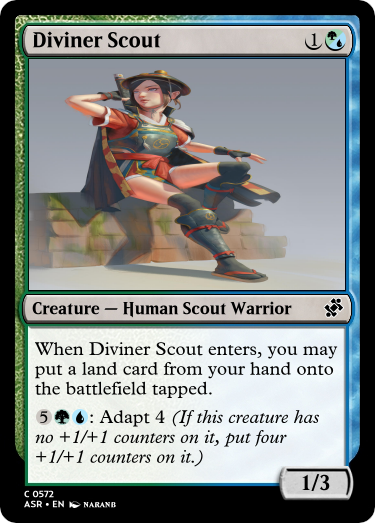 Diviner Scout 1
Creature — Human Scout Warrior
When Diviner Scout enters, you may
put a land card from your hand onto
the battlefield tapped.
5: Adapt 4 (If this creature has
no +1/+1 counters on it, put four
+1/+1 counters on it.)
1/3
C 0572
ASR • EN NARANB